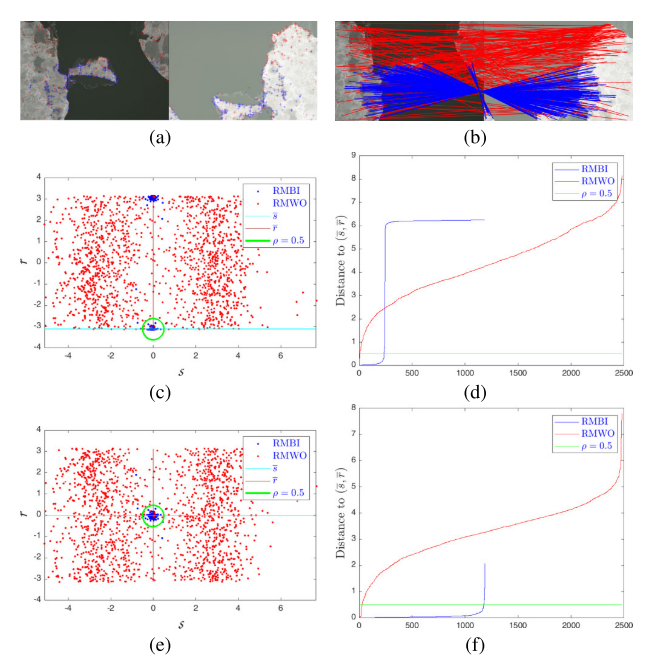 (a)
(b)
4
3
2
1
0
-1
-2
-3
-4
-4
-2
0
2
4
6
r
s
RMBI
RMWO
s̄
r̄
ρ = 0.5
(c)
9
8
7
6
5
4
3
2
1
0
0
500
1000
1500
2000
2500
Distance to (s̄, r̄)
RMBI
RMWO
ρ = 0.5
(d)
4
3
2
1
0
-1
-2
-3
-4
-4
-2
0
2
4
6
r
s
RMBI
RMWO
s̄
r̄
ρ = 0.5
(e)
8
7
6
5
4
3
2
1
0
0
500
1000
1500
2000
2500
Distance to (s̄, r̄)
RMBI
RMWO
ρ = 0.5
(f)